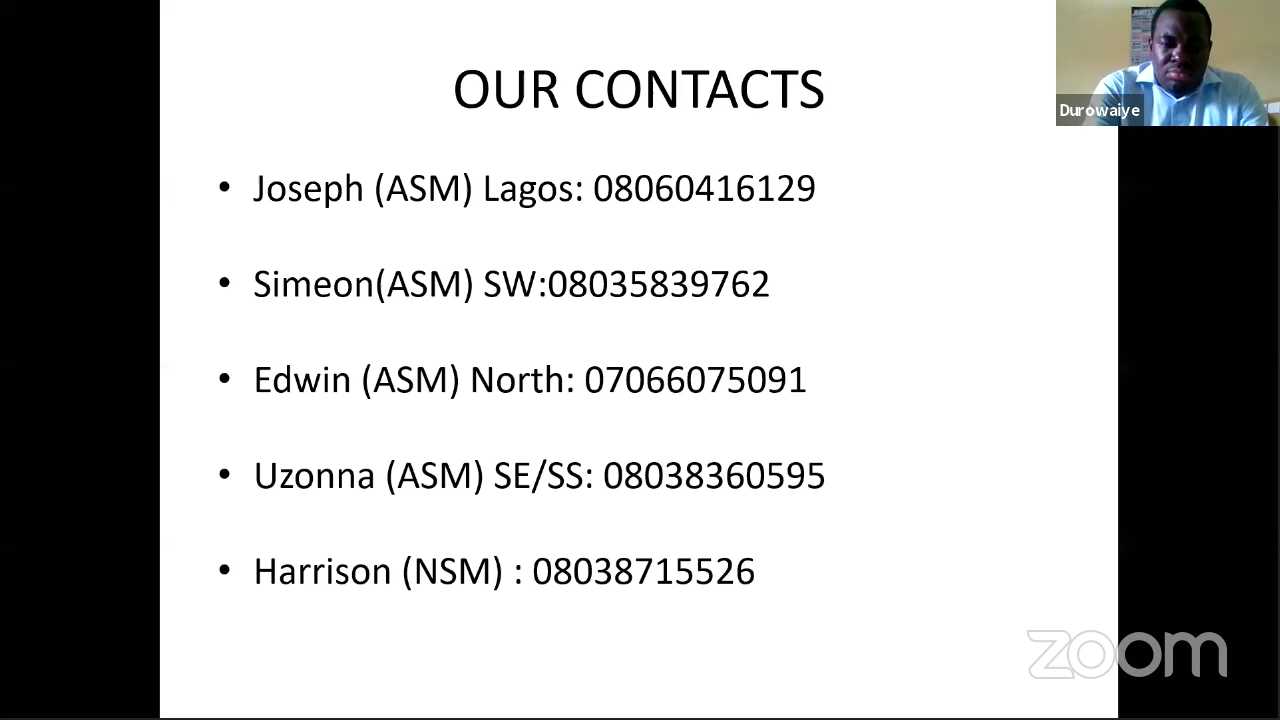 OUR CONTACTS
Durowaiye
• Joseph (ASM) Lagos: 08060416129
• Simeon(ASM) SW:08035839762
• Edwin (ASM) North: 07066075091
• Uzonna (ASM) SE/SS: 08038360595
• Harrison (NSM) : 08038715526
zoom